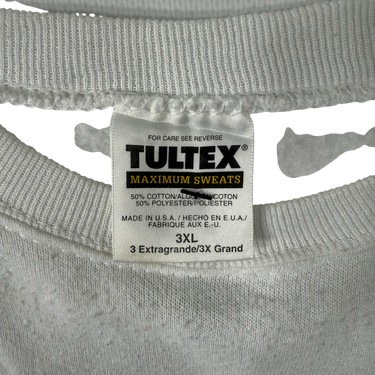 FOR CARE SEE REVERSE
TULTEX®
MAXIMUM SWEATS
50% COTTON/ALGODON/COTON
50% POLYESTER/POLIESTER
MADE IN U.S.A. / HECHO EN E.U.A./
FABRIQUE AUX E.-U.
3XL
3 Extragrande/3X Grand